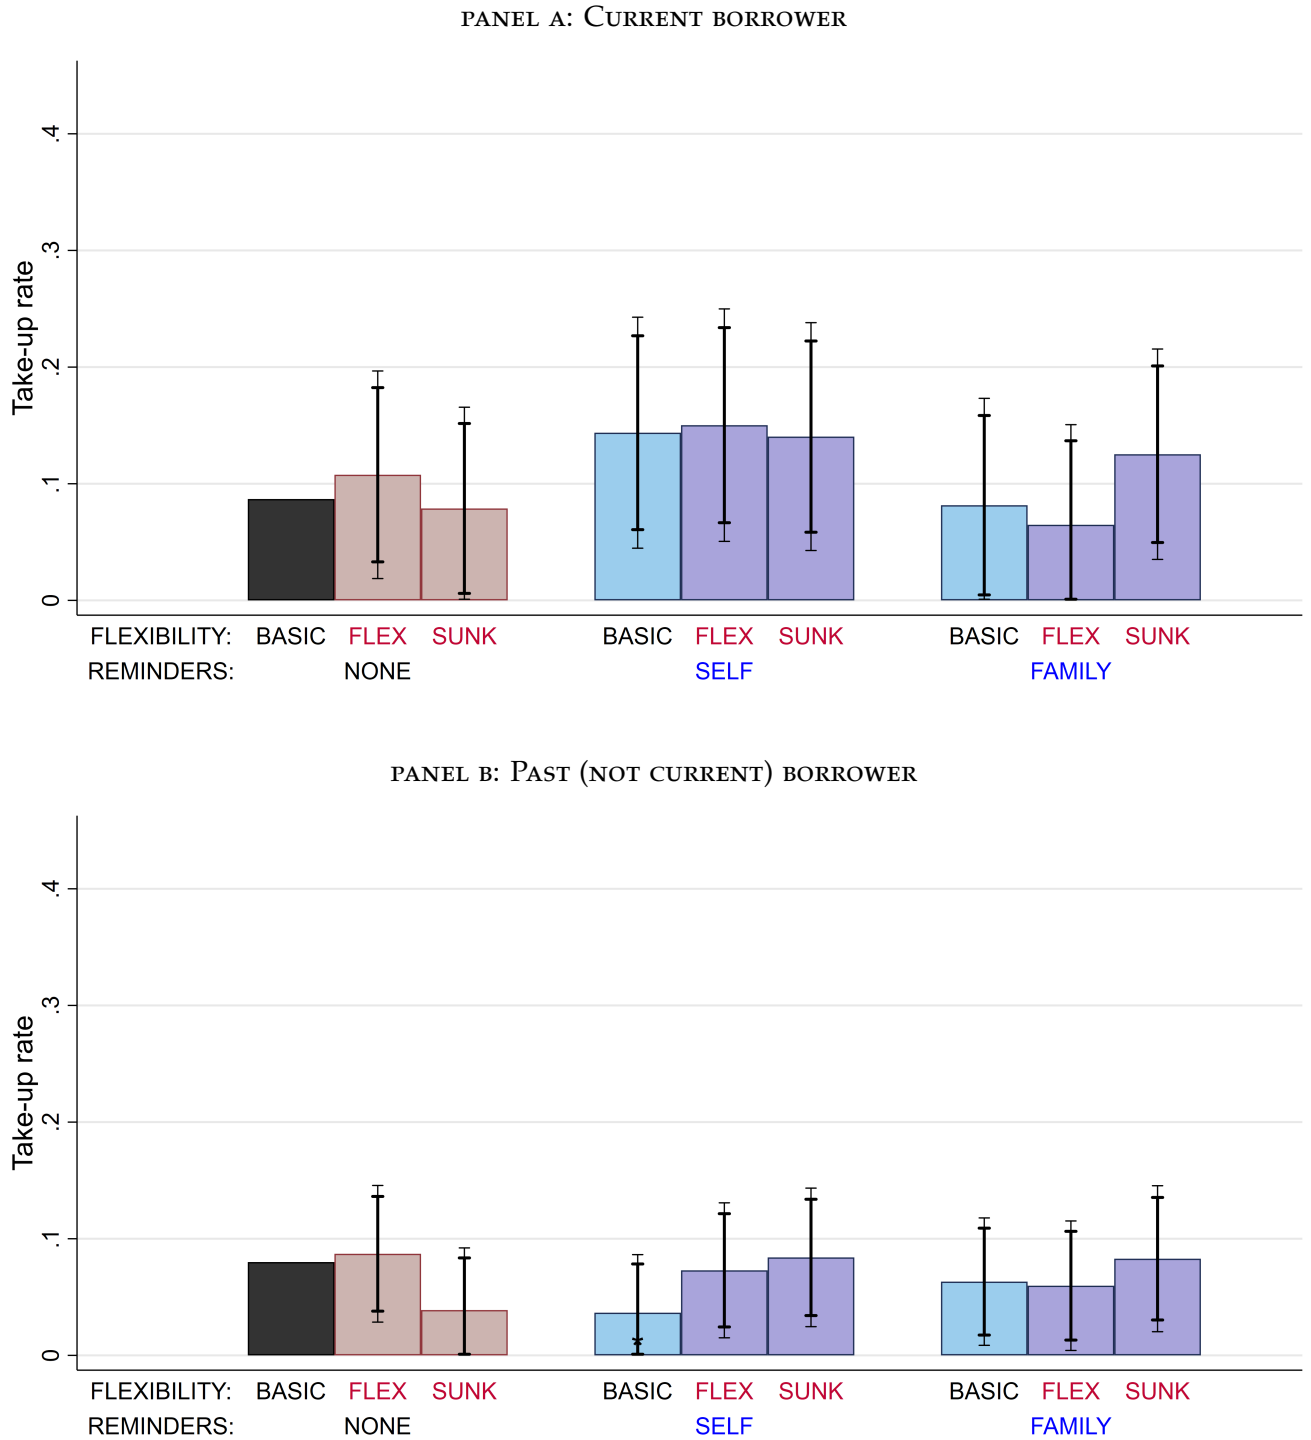 PANEL A: CURRENT BORROWER
.4
.3
.2
.1
0
Take-up rate
FLEXIBILITY: BASIC FLEX SUNK BASIC FLEX SUNK BASIC FLEX SUNK
REMINDERS: NONE SELF FAMILY
PANEL B: PAST (NOT CURRENT) BORROWER
.4
.3
.2
.1
0
Take-up rate
FLEXIBILITY: BASIC FLEX SUNK BASIC FLEX SUNK BASIC FLEX SUNK
REMINDERS: NONE SELF FAMILY